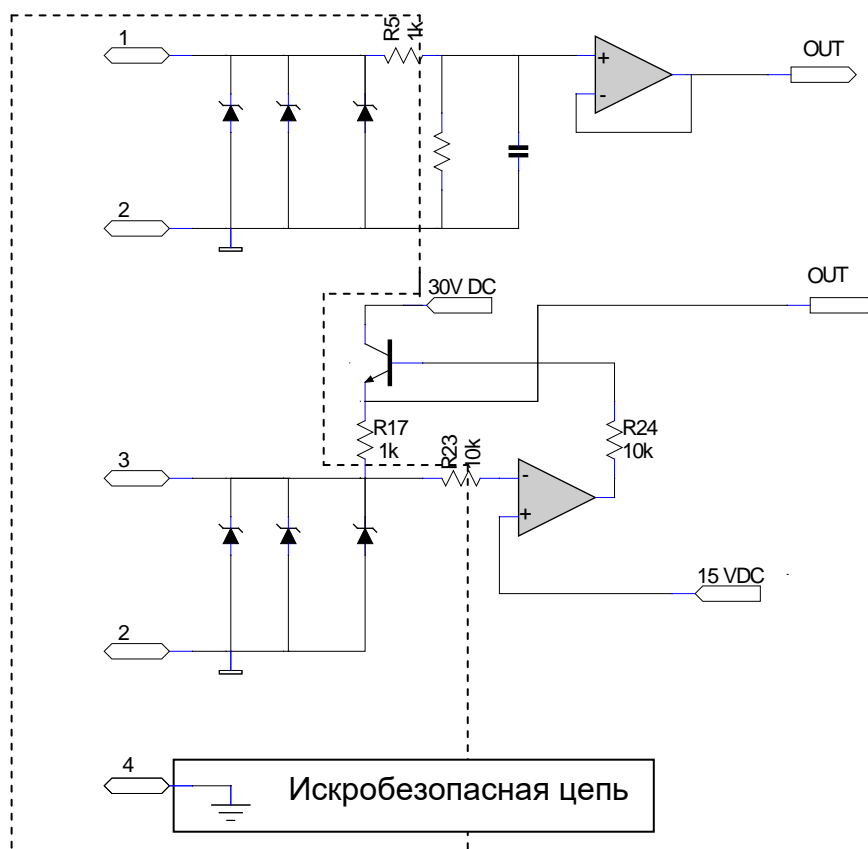 1
R5
1k
OUT
2
30V DC
OUT
R17
1k
R23
10k
R24
10k
3
15 VDC
2
4
Искробезопасная цепь